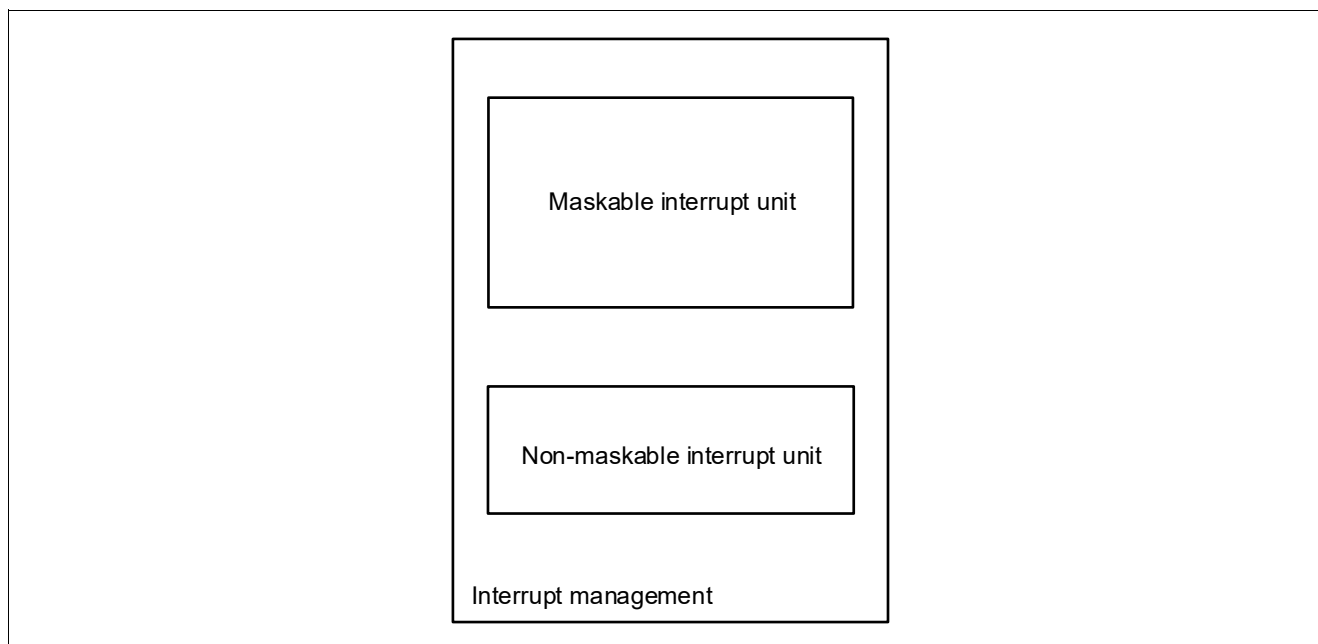 Maskable interrupt unit
Non-maskable interrupt unit
Interrupt management